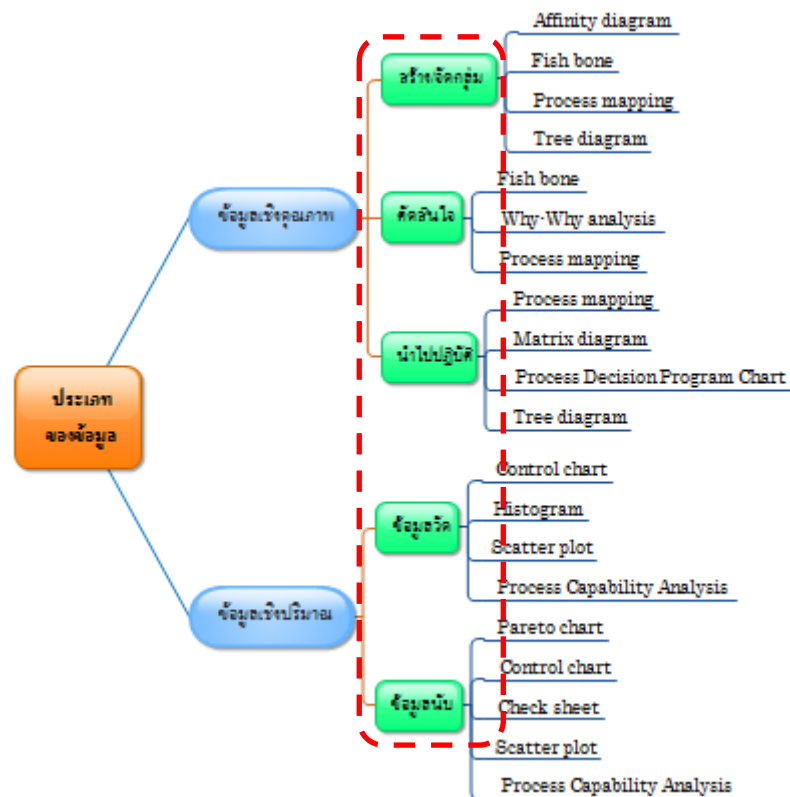 Affinity diagram
สร้าง/จัดกลุ่ม
Fish bone
Process mapping
Tree diagram
ข้อมูลเชิงคุณภาพ
Fish bone
ตัดสินใจ
Why-Why analysis
Process mapping
Process mapping
นำไปปฏิบัติ
Matrix diagram
Process Decision Program Chart
Tree diagram
ประเภท
ของข้อมูล
Control chart
ข้อมูลวัด
Histogram
Scatter plot
Process Capability Analysis
ข้อมูลเชิงปริมาณ
Pareto chart
Control chart
ข้อมูลนับ
Check sheet
Scatter plot
Process Capability Analysis